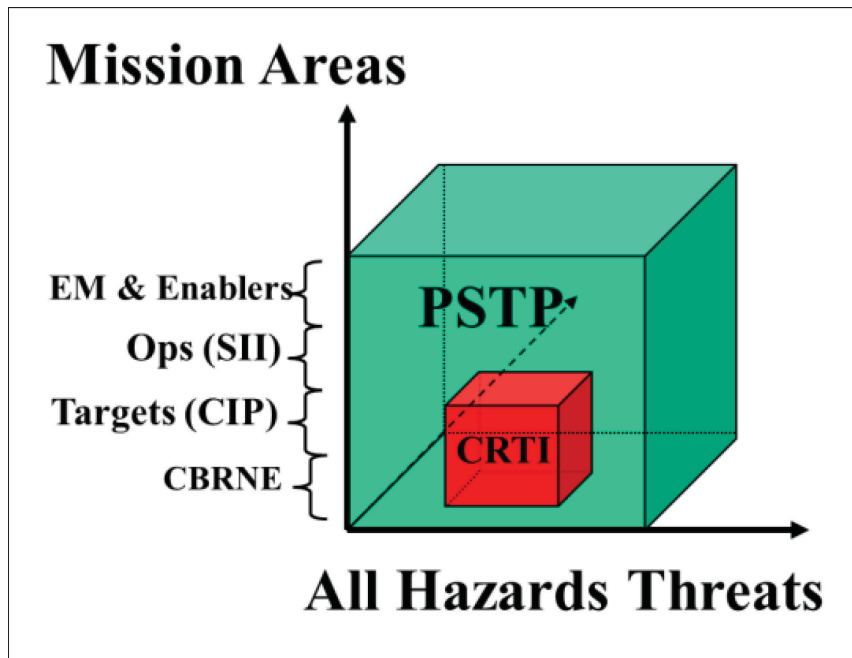 Mission Areas
EM & Enablers
PSTP
Ops (SII)
Targets (CIP)
CRTI
CBRNE
All Hazards Threats